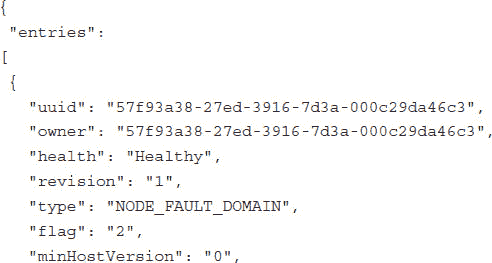 {
"entries":
[
{
"uuid": "57f93a38-27ed-3916-7d3a-000c29da46c3",
"owner": "57f93a38-27ed-3916-7d3a-000c29da46c3",
"health": "Healthy",
"revision": "1",
"type": "NODE_FAULT_DOMAIN",
"flag": "2",
"minHostVersion": "0",